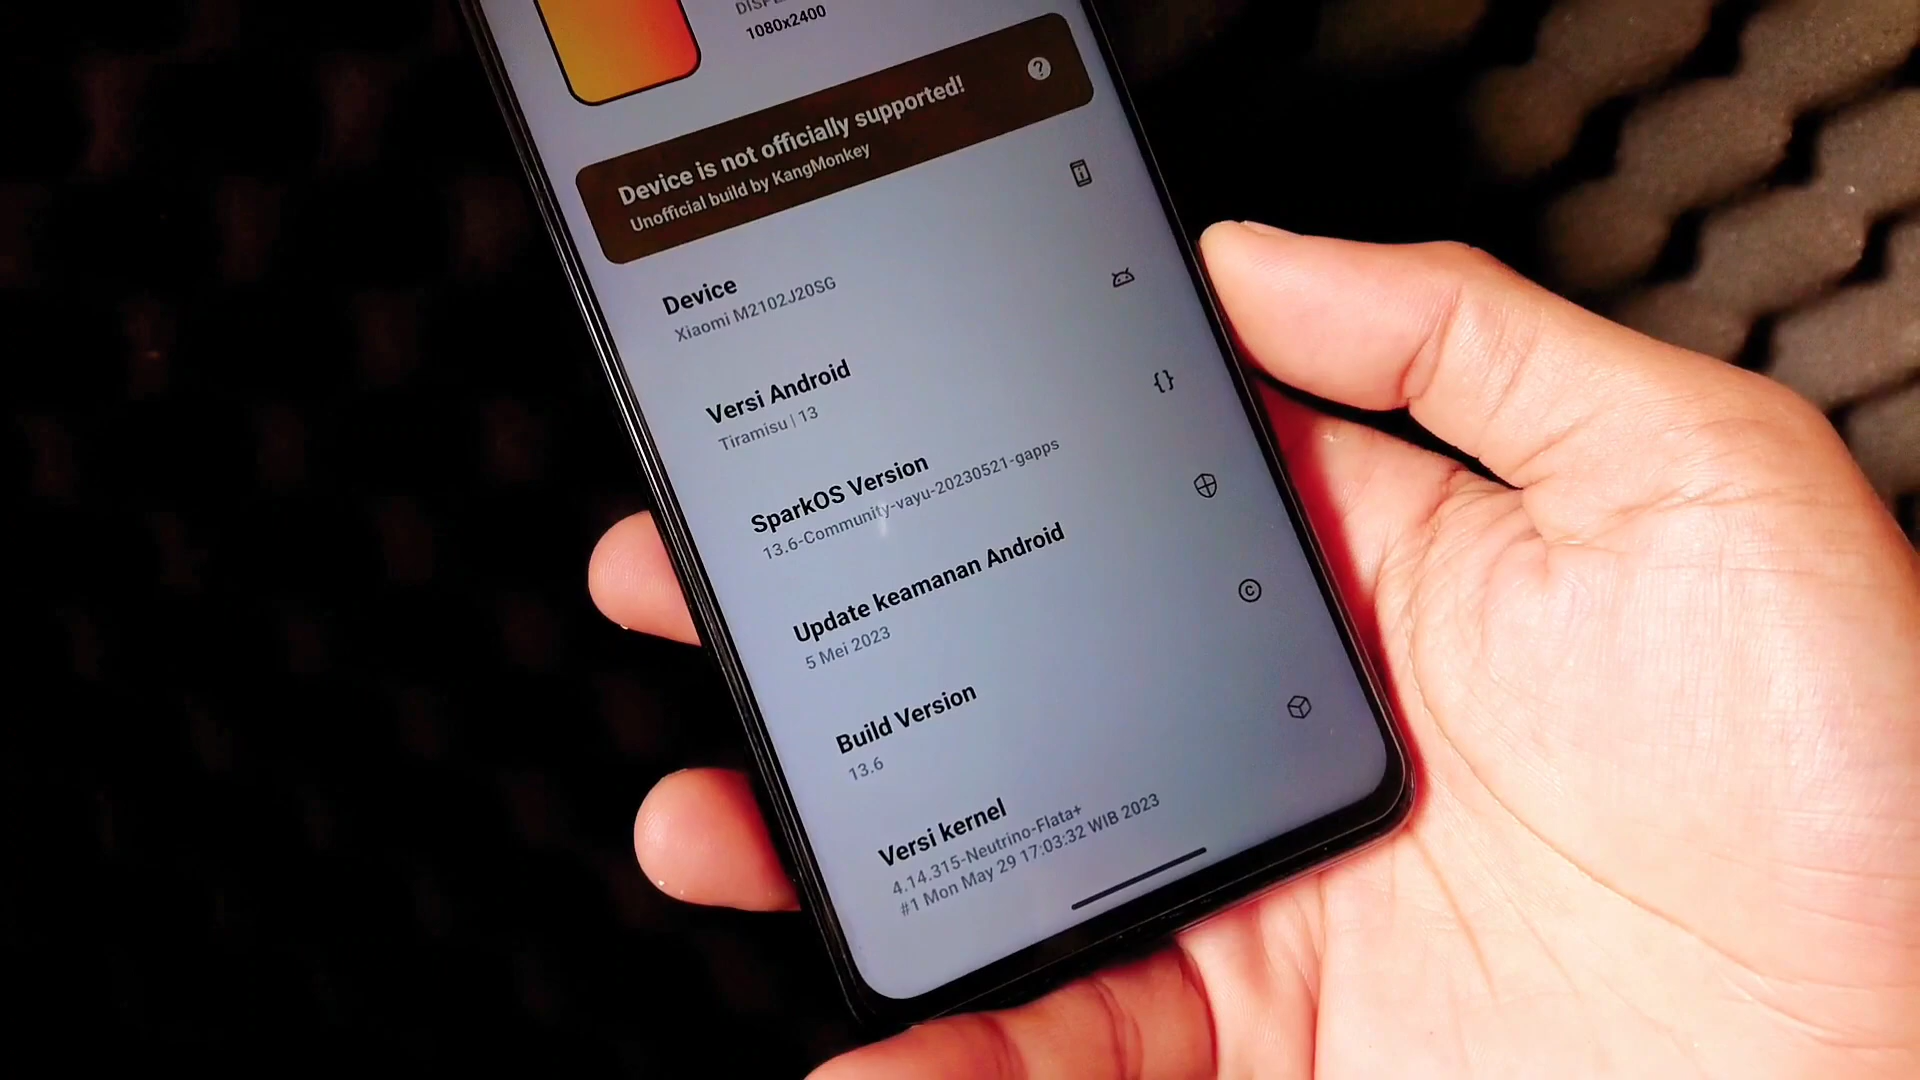 1080x2400
Device is not officially supported!
Unofficial build by KangMonkey
Device
Xiaomi M2102J20SG
Versi Android
Tiramisu | 13
SparkOS Version
13.6-Community-vayu-20230521-gapps
Update keamanan Android
5 Mei 2023
Build Version
13.6
Versi kernel
4.14.315-Neutrino-Flata+
#1 Mon May 29 17:03:32 WIB 2023